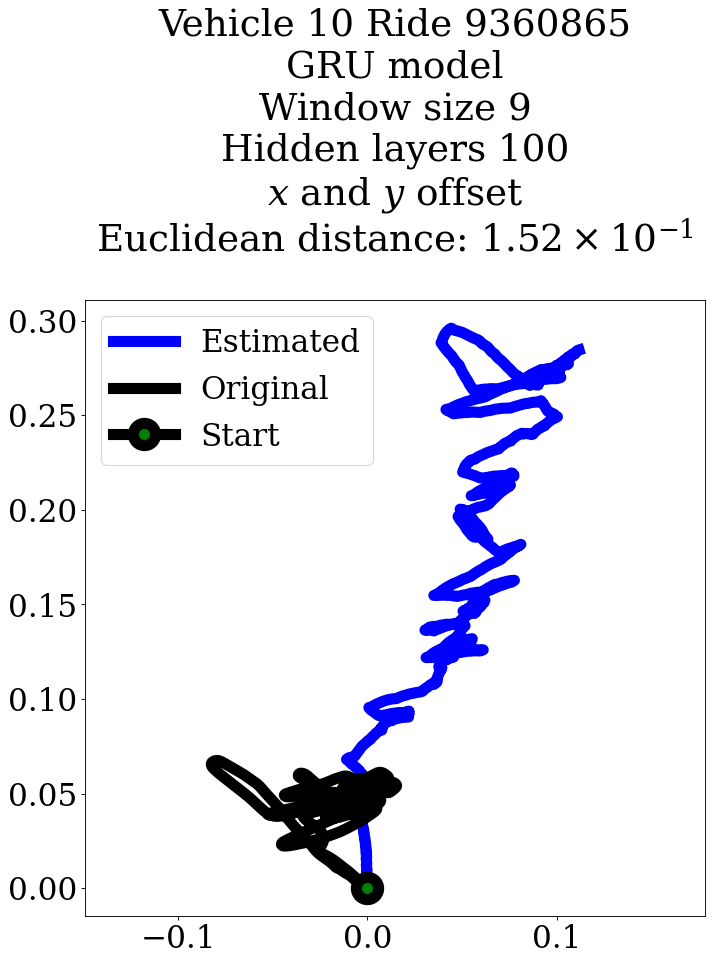 Vehicle 10 Ride 9360865
GRU model
Window size 9
Hidden layers 100
x and y offset
Euclidean distance: 1.52 × 10⁻¹
Estimated
Original
Start
0.30
0.25
0.20
0.15
0.10
0.05
0.00
−0.1 0.0 0.1